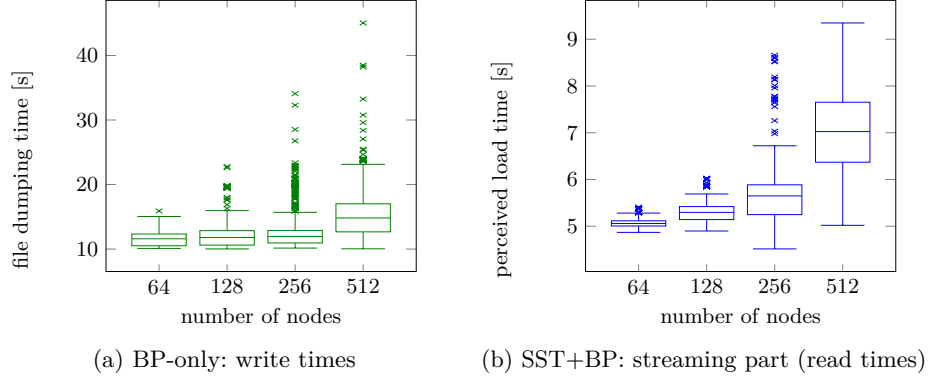 40
30
20
10
64 128 256 512
number of nodes
file dumping time [s]
(a) BP-only: write times
9
8
7
6
5
64 128 256 512
number of nodes
perceived load time [s]
(b) SST+BP: streaming part (read times)